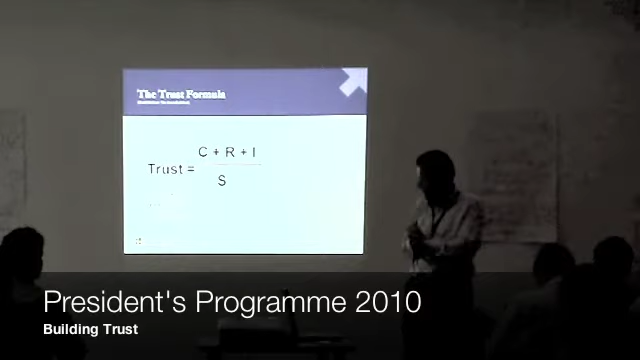 The Trust Formula
C + R + I
Trust =
S
President's Programme 2010
Building Trust